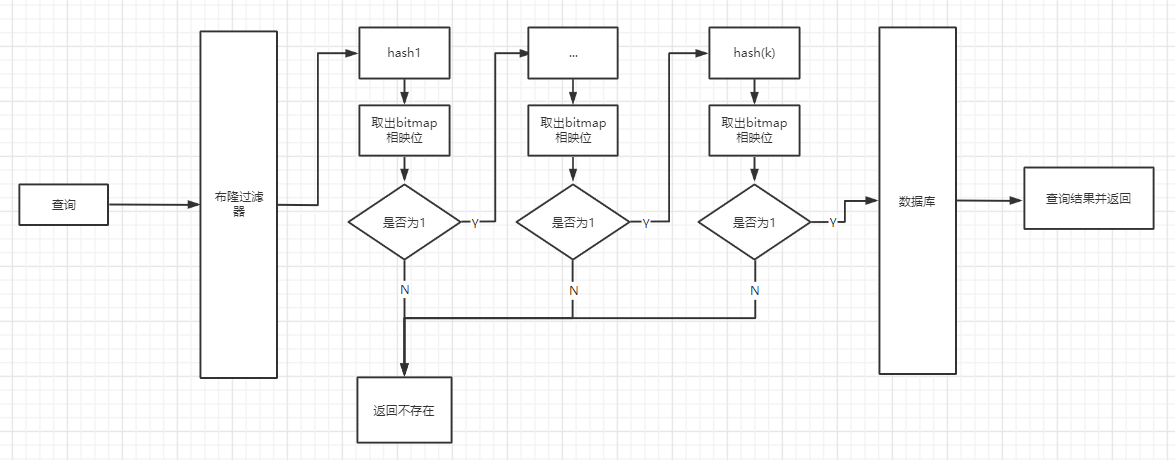 查询
布隆过滤
器
hash1
取出bitmap
相映位
是否为1
Y
N
...
取出bitmap
相映位
是否为1
Y
N
hash(k)
取出bitmap
相映位
是否为1
Y
N
返回不存在
数据库
查询结果并返回